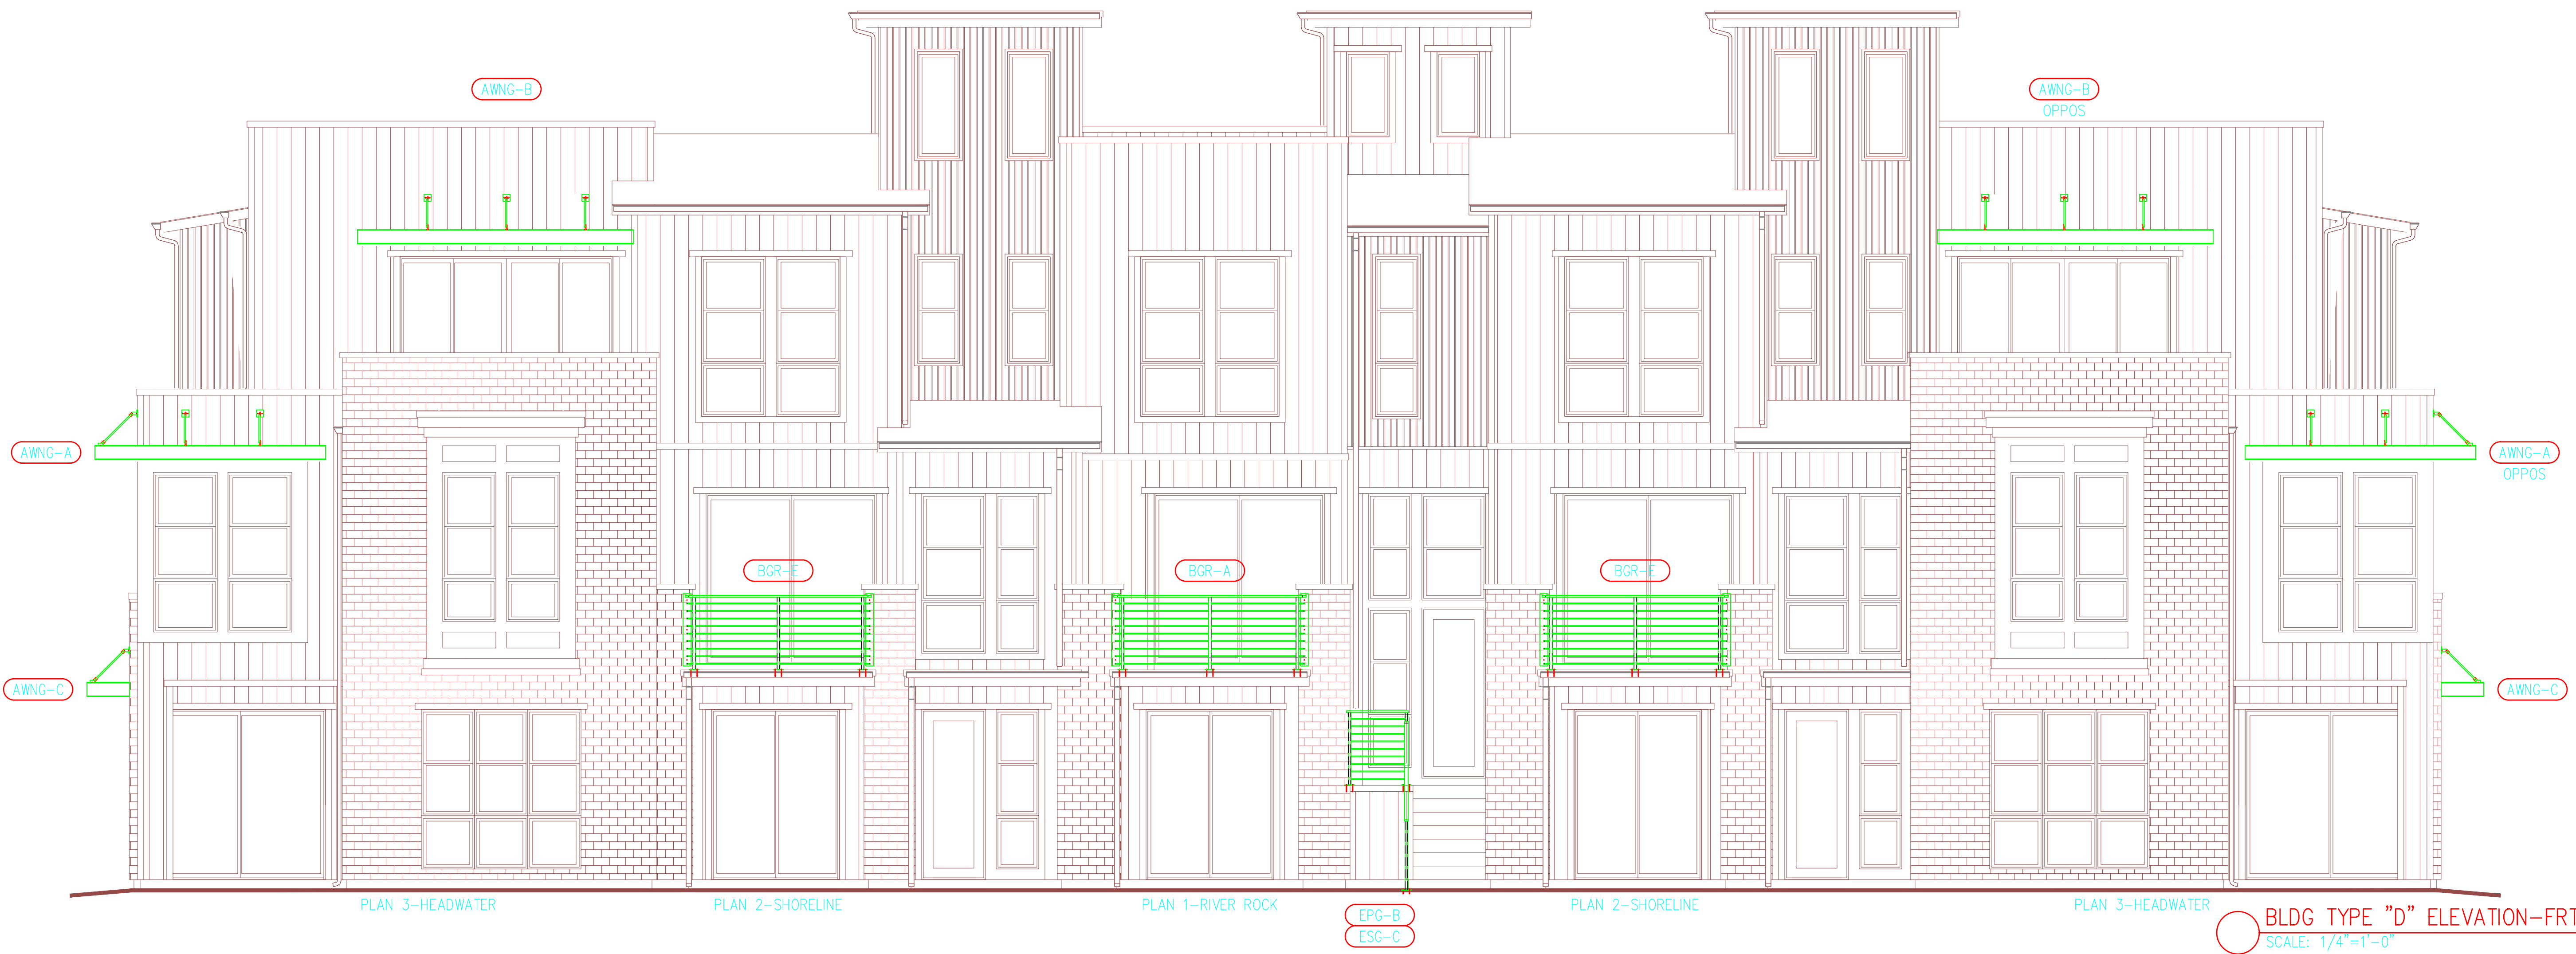 AWNG-B
AWNG-B
OPPOS
AWNG-A
AWNG-A
OPPOS
BGR-E
BGR-A
BGR-E
AWNG-C
AWNG-C
PLAN 3-HEADWATER
PLAN 2-SHORELINE
PLAN 1-RIVER ROCK
PLAN 2-SHORELINE
PLAN 3-HEADWATER
EPG-B
ESG-C
BLDG TYPE "D" ELEVATION-FRT
SCALE: 1/4"=1'-0"